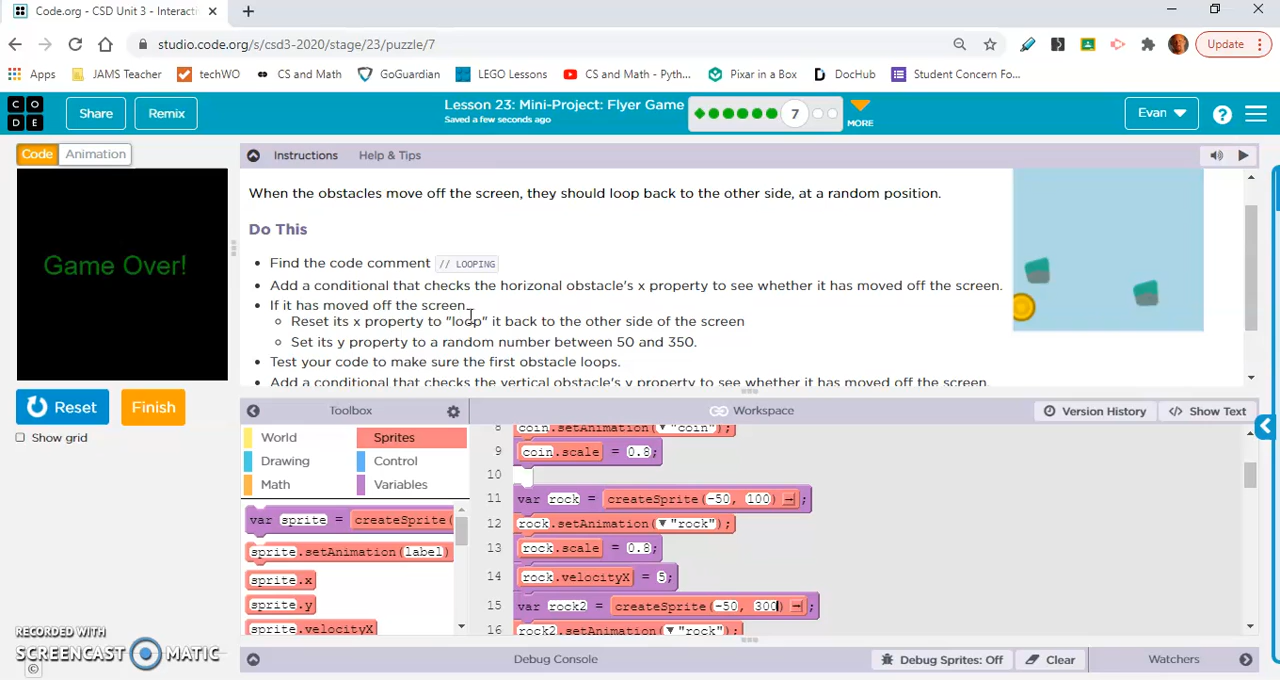 Code.org - CSD Unit 3 - Interacti
studio.code.org/s/csd3-2020/stage/23/puzzle/7
Update
Apps JAMS Teacher techWO CS and Math GoGuardian LEGO Lessons CS and Math - Pyth... Pixar in a Box DocHub Student Concern Fo...
CO
DE
Share
Remix
Lesson 23: Mini-Project: Flyer Game
Saved a few seconds ago
7
MORE
Evan
Code Animation
Instructions Help & Tips
Game Over!
When the obstacles move off the screen, they should loop back to the other side, at a random position.
Do This
Find the code comment // LOOPING
Add a conditional that checks the horizonal obstacle's x property to see whether it has moved off the screen.
If it has moved off the screen,
Reset its x property to "loop" it back to the other side of the screen
Set its y property to a random number between 50 and 350.
Test your code to make sure the first obstacle loops.
Add a conditional that checks the vertical obstacle's y property to see whether it has moved off the screen.
Reset
Finish
Show grid
Toolbox
Workspace
Version History
Show Text
World Sprites
Drawing Control
Math Variables
var sprite = createSprite(
sprite.setAnimation(label)
sprite.x
sprite.y
sprite.velocityX
8 coin.setAnimation("coin");
9 coin.scale = 0.8;
10
11 var rock = createSprite(-50, 100);
12 rock.setAnimation("rock");
13 rock.scale = 0.8;
14 rock.velocityX = 5;
15 var rock2 = createSprite(-50, 300);
16 rock2.setAnimation("rock");
Debug Console
Debug Sprites: Off
Clear
Watchers
RECORDED WITH
SCREENCAST MATIC
©